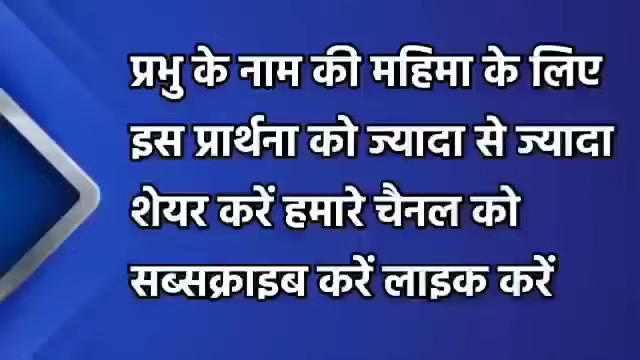 प्रभु के नाम की महिमा के लिए
इस प्रार्थना को ज्यादा से ज्यादा
शेयर करें हमारे चैनल को
सब्सक्राइब करें लाइक करें